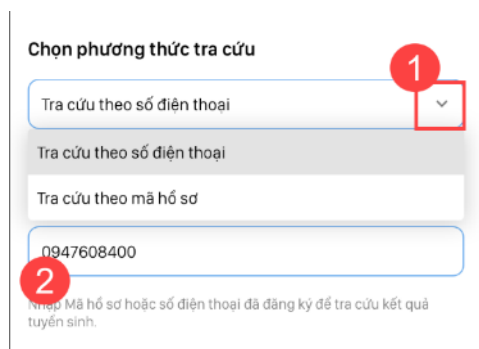 Chọn phương thức tra cứu
1
Tra cứu theo số điện thoại
Tra cứu theo số điện thoại
Tra cứu theo mã hồ sơ
0947608400
2
Nhập Mã hồ sơ hoặc số điện thoại đã đăng ký để tra cứu kết quả
tuyển sinh.